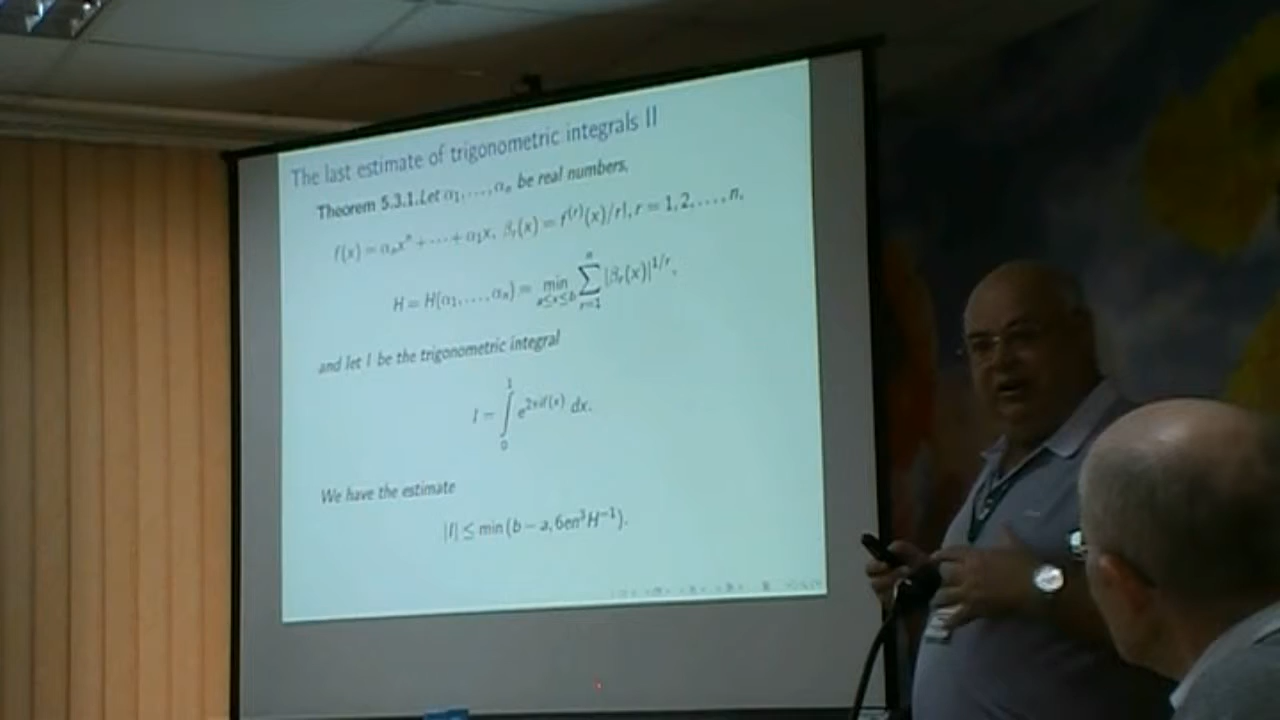 The last estimate of trigonometric integrals II
Theorem 5.3.1. Let α₁, …, αₙ be real numbers,
f(x) = αₙxⁿ + ⋯ + α₁x, βᵣ(x) = f⁽ʳ⁾(x)/r!, r = 1, 2, …, n,
H = H(α₁, …, αₙ) = min_{a≤x≤b} ∑_{r=1}^{n} |βᵣ(x)|^{1/r},
and let I be the trigonometric integral
I = ∫₀¹ e^{2πif(x)} dx.
We have the estimate
|I| ≤ min (b − a, 6en³H⁻¹).